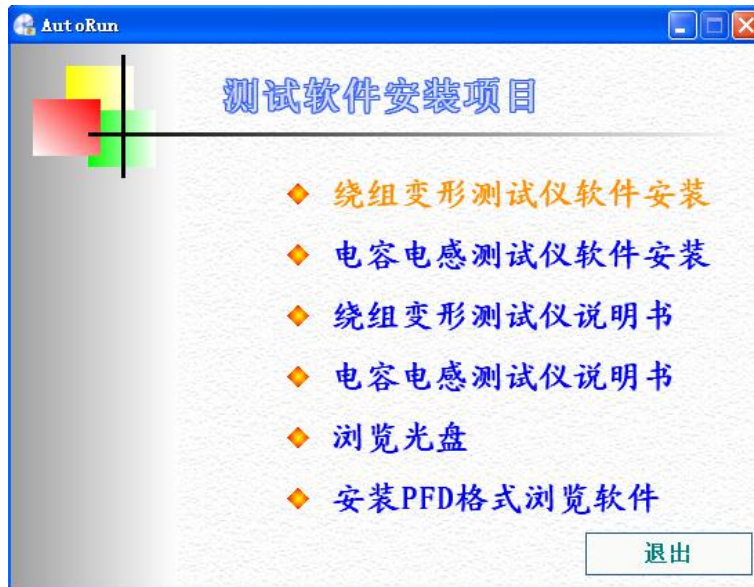 AutoRun
测试软件安装项目
绕组变形测试仪软件安装
电容电感测试仪软件安装
绕组变形测试仪说明书
电容电感测试仪说明书
浏览光盘
安装PFD格式浏览软件
退出